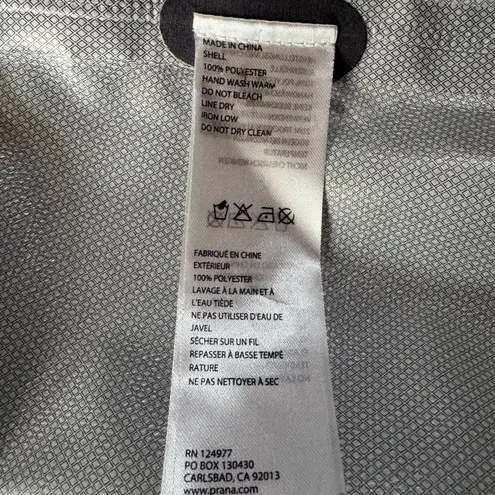 MADE IN CHINA
SHELL
100% POLYESTER
HAND WASH WARM
DO NOT BLEACH
LINE DRY
IRON LOW
DO NOT DRY CLEAN
FABRIQUÉ EN CHINE
EXTÉRIEUR
100% POLYESTER
LAVAGE À LA MAIN ET À
L'EAU TIÈDE
NE PAS UTILISER D'EAU DE
JAVEL
SÉCHER SUR UN FIL
REPASSER À BASSE TEMPÉ
RATURE
NE PAS NETTOYER À SEC
RN 124977
PO BOX 130430
CARLSBAD, CA 92013
www.prana.com